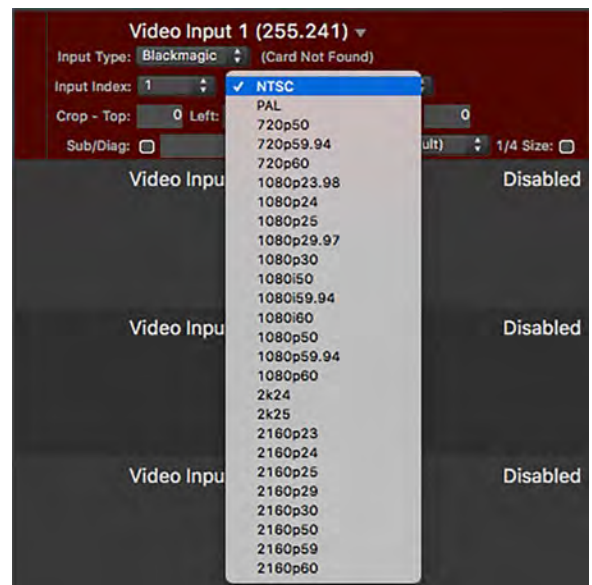 Video Input 1 (255.241) ▾
Input Type: Blackmagic (Card Not Found)
Input Index: 1
✓ NTSC
PAL
720p50
720p59.94
720p60
1080p23.98
1080p24
1080p25
1080p29.97
1080p30
1080i50
1080i59.94
1080i60
1080p50
1080p59.94
1080p60
2k24
2k25
2160p23
2160p24
2160p25
2160p29
2160p30
2160p50
2160p59
2160p60
Crop - Top: 0 Left: 0
Sub/Diag: ult) 1/4 Size:
Video Inpu Disabled
Video Inpu Disabled
Video Inpu Disabled